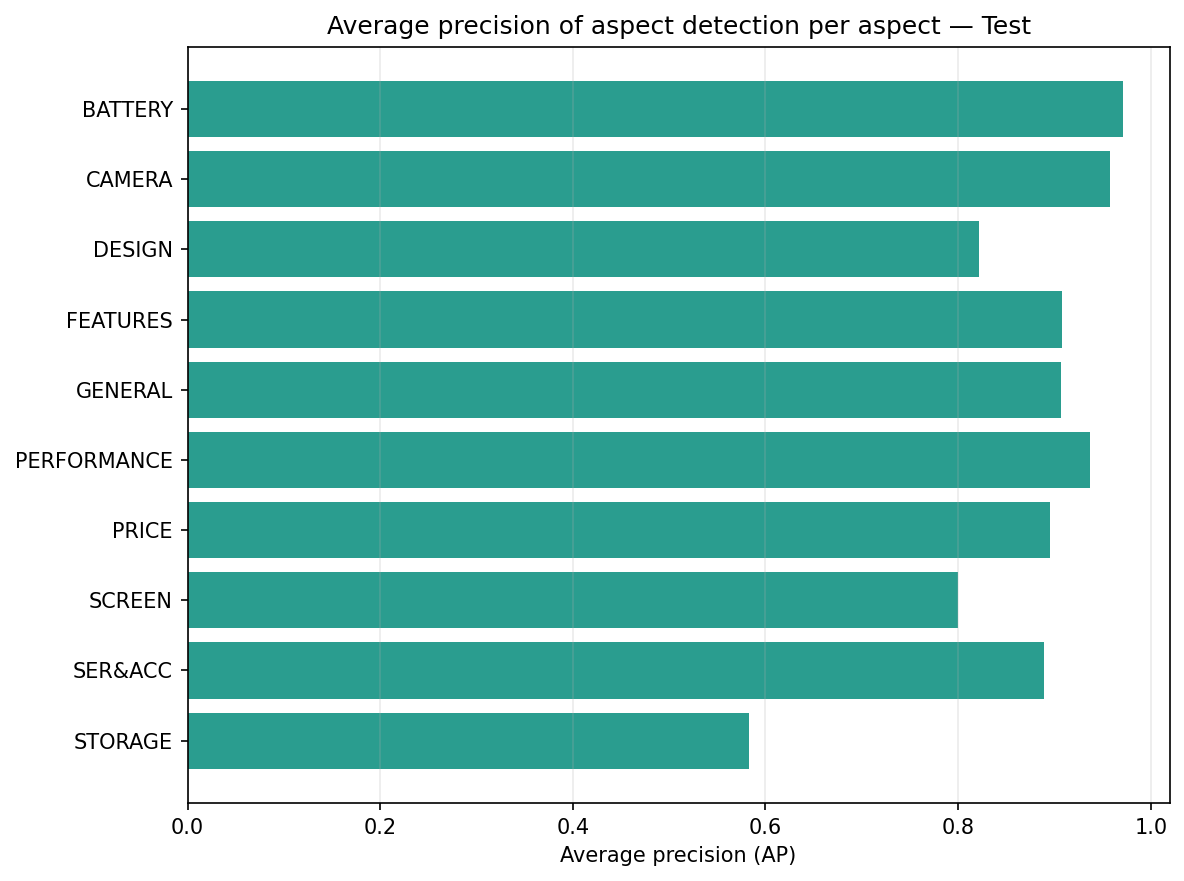 Average precision of aspect detection per aspect — Test
BATTERY
CAMERA
DESIGN
FEATURES
GENERAL
PERFORMANCE
PRICE
SCREEN
SER&ACC
STORAGE
0.0 0.2 0.4 0.6 0.8 1.0
Average precision (AP)